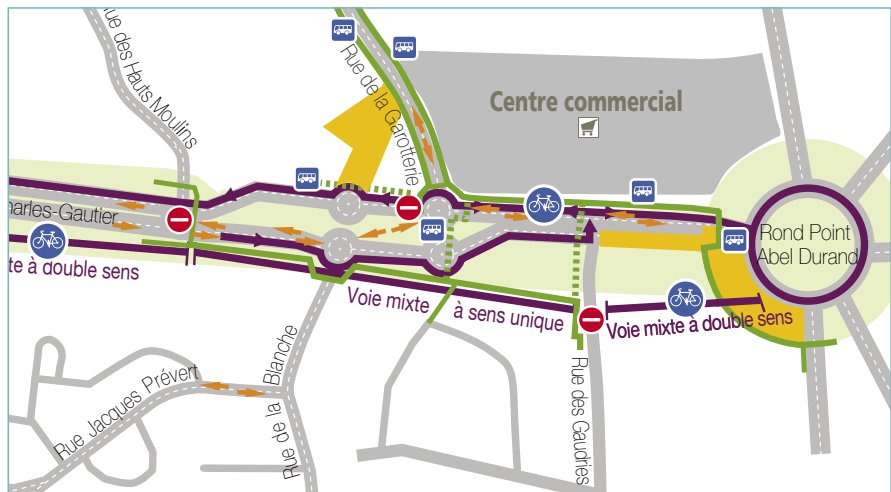 ue des Hauts Moulins
Rue de la Garotterie
Centre commercial
harles-Gautier
Rond Point
Abel Durand
te à double sens
Voie mixte à sens unique
Voie mixte à double sens
Rue Jacques Prévert
Rue de la Blanche
Rue des Gaudries